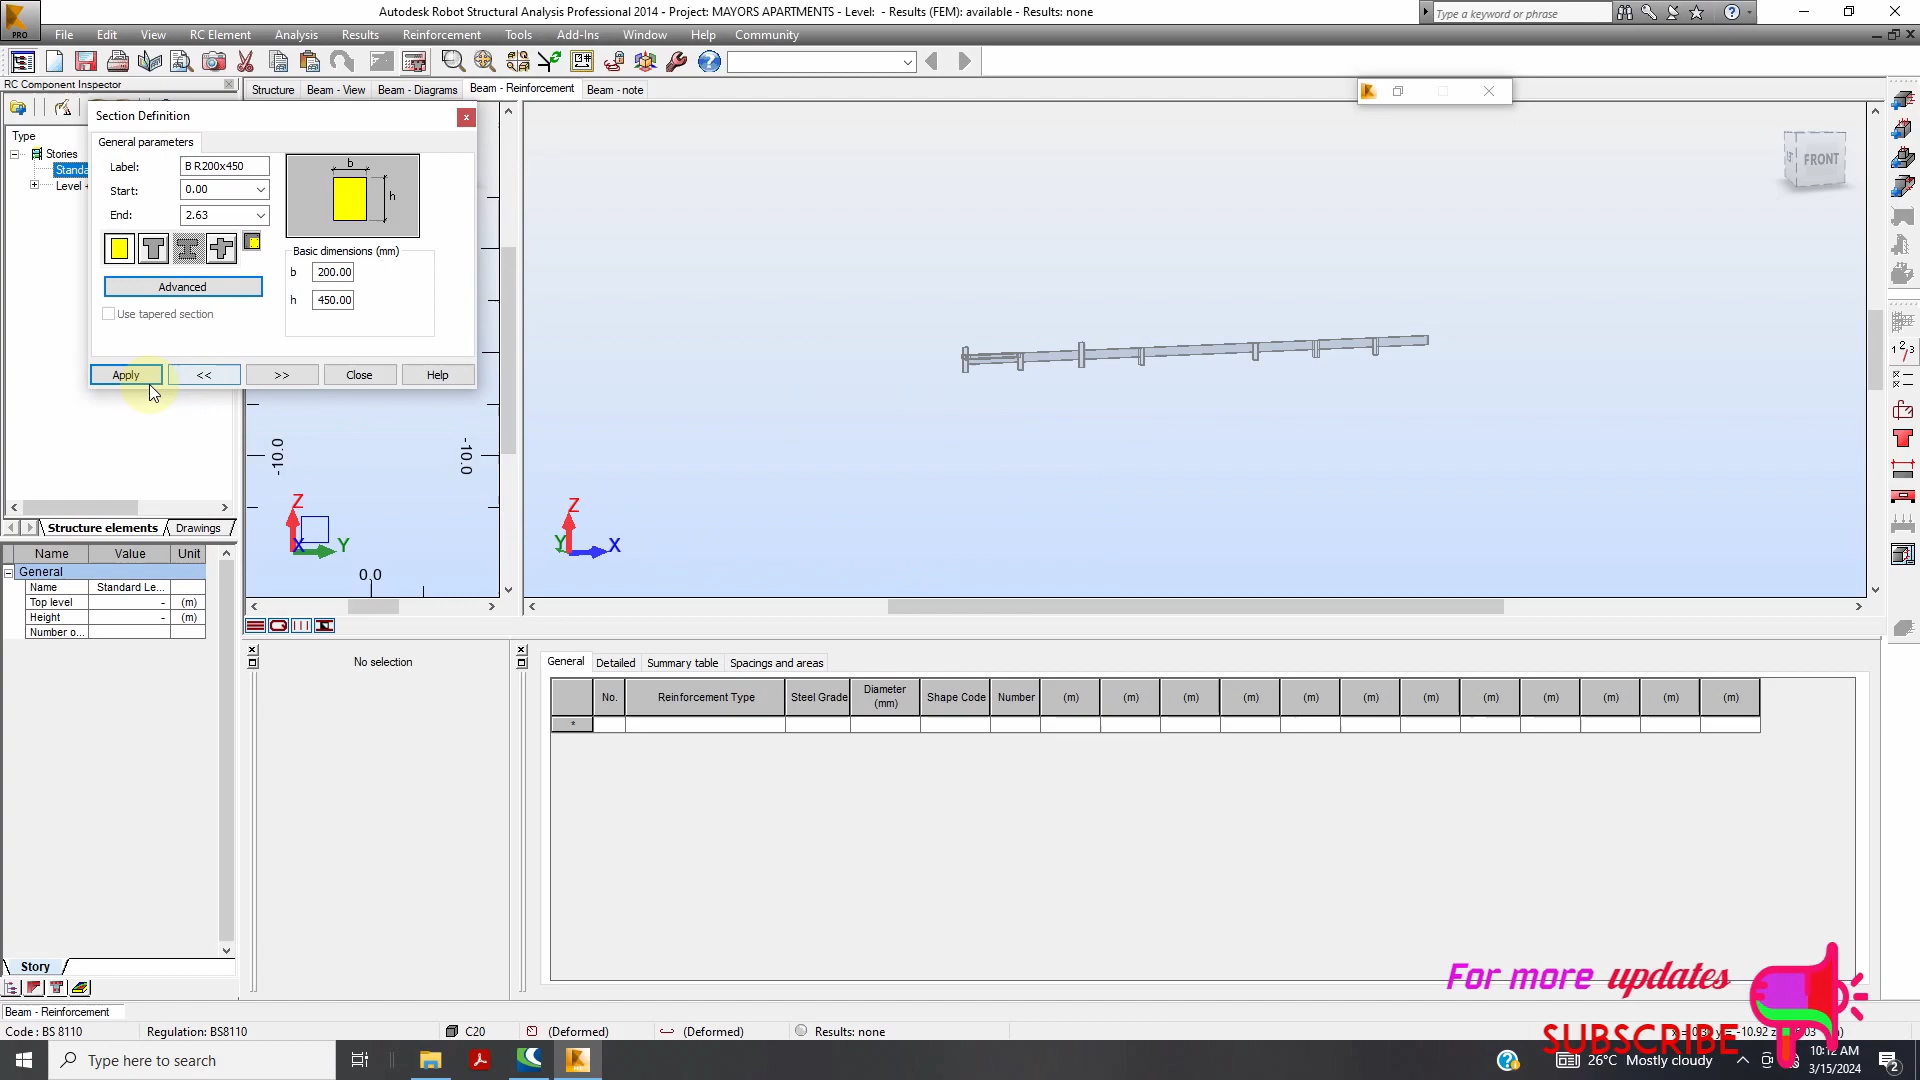 Autodesk Robot Structural Analysis Professional 2014 - Project: MAYORS APARTMENTS - Level:  - Results (FEM): available - Results: none
Type a keyword or phrase
PRO
File Edit View RC Element Analysis Results Reinforcement Tools Add-Ins Window Help Community
RC Component Inspector
Structure Beam - View Beam - Diagrams Beam - Reinforcement Beam - note
Section Definition
General parameters
Type
Stories
Standa
Level
Label: B R200x450
Start: 0.00
End: 2.63
b
h
Basic dimensions (mm)
b 200.00
h 450.00
Advanced
Use tapered section
Apply << >> Close Help
FRONT
-10.0
-10.0
Z
X
Y
0.0
Z
Y
X
Structure elements Drawings
Name Value Unit
General
Name Standard Le...
Top level - (m)
Height - (m)
Number o...
No selection
General Detailed Summary table Spacings and areas
No. Reinforcement Type Steel Grade Diameter (mm) Shape Code Number (m) (m) (m) (m) (m) (m) (m) (m) (m) (m) (m) (m)
*
Story
For more updates
SUBSCRIBE
Beam - Reinforcement
Code : BS 8110 Regulation: BS8110 C20 (Deformed) (Deformed) Results: none
Type here to search
26°C Mostly cloudy
10:12 AM
3/15/2024
2